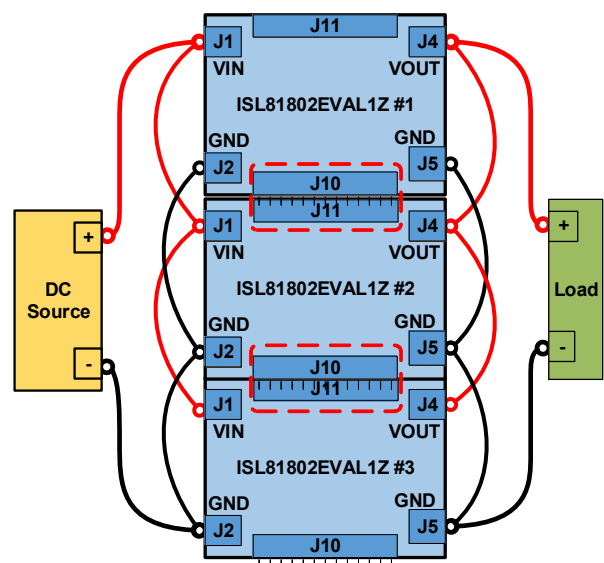 J11
J1
J4
VIN
VOUT
ISL81802EVAL1Z #1
GND
GND
J2
J5
J10
J11
J1
J4
VIN
VOUT
+
+
DC
Source
Load
ISL81802EVAL1Z #2
GND
GND
-
-
J2
J5
J10
J11
J1
J4
VIN
VOUT
ISL81802EVAL1Z #3
GND
GND
J2
J5
J10